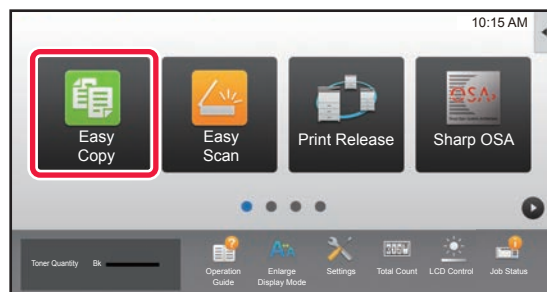 10:15 AM
Easy
Copy
Easy
Scan
Print Release
Sharp OSA
Toner Quantity
Bk
Operation
Guide
Enlarge
Display Mode
Settings
Total Count
LCD Control
Job Status